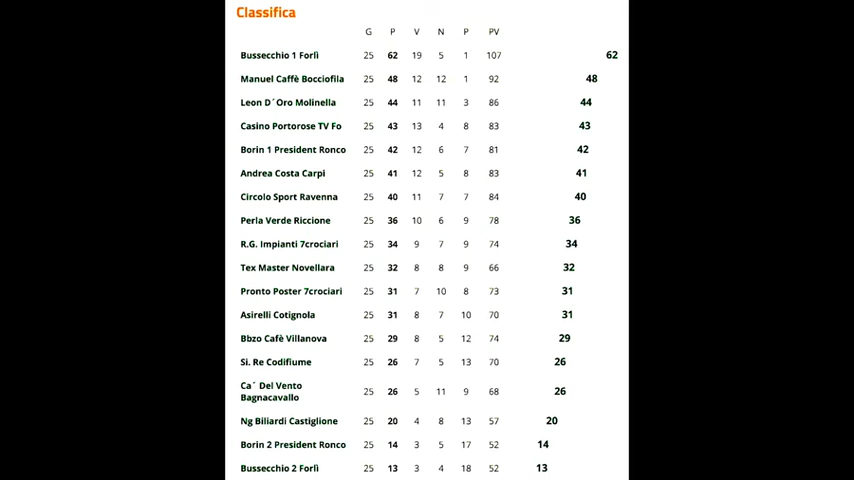 Classifica
G P V N P PV
Bussecchio 1 Forlì 25 62 19 5 1 107 62
Manuel Caffè Bocciofila 25 48 12 12 1 92 48
Leon D´Oro Molinella 25 44 11 11 3 86 44
Casino Portorose TV Fo 25 43 13 4 8 83 43
Borin 1 President Ronco 25 42 12 6 7 81 42
Andrea Costa Carpi 25 41 12 5 8 83 41
Circolo Sport Ravenna 25 40 11 7 7 84 40
Perla Verde Riccione 25 36 10 6 9 78 36
R.G. Impianti 7crociari 25 34 9 7 9 74 34
Tex Master Novellara 25 32 8 8 9 66 32
Pronto Poster 7crociari 25 31 7 10 8 73 31
Asirelli Cotignola 25 31 8 7 10 70 31
Bbzo Cafè Villanova 25 29 8 5 12 74 29
Si. Re Codifiume 25 26 7 5 13 70 26
Ca´ Del Vento
Bagnacavallo 25 26 5 11 9 68 26
Ng Biliardi Castiglione 25 20 4 8 13 57 20
Borin 2 President Ronco 25 14 3 5 17 52 14
Bussecchio 2 Forlì 25 13 3 4 18 52 13